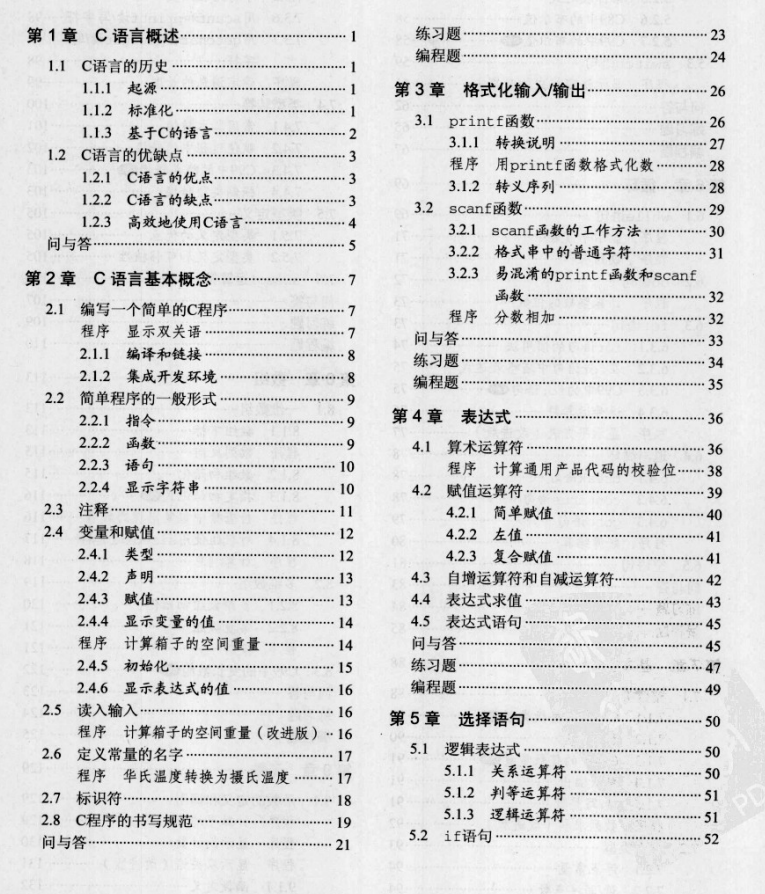 第1章 C语言概述 1
1.1 C语言的历史 1
1.1.1 起源 1
1.1.2 标准化 1
1.1.3 基于C的语言 2
1.2 C语言的优缺点 3
1.2.1 C语言的优点 3
1.2.2 C语言的缺点 3
1.2.3 高效地使用C语言 4
问与答 5
第2章 C语言基本概念 7
2.1 编写一个简单的C程序 7
程序 显示双关语 7
2.1.1 编译和链接 8
2.1.2 集成开发环境 8
2.2 简单程序的一般形式 9
2.2.1 指令 9
2.2.2 函数 9
2.2.3 语句 10
2.2.4 显示字符串 10
2.3 注释 11
2.4 变量和赋值 12
2.4.1 类型 12
2.4.2 声明 13
2.4.3 赋值 13
2.4.4 显示变量的值 14
程序 计算箱子的空间重量 14
2.4.5 初始化 15
2.4.6 显示表达式的值 16
2.5 读入输入 16
程序 计算箱子的空间重量（改进版） 16
2.6 定义常量的名字 17
程序 华氏温度转换为摄氏温度 17
2.7 标识符 18
2.8 C程序的书写规范 19
问与答 21
练习题 23
编程题 24
第3章 格式化输入/输出 26
3.1 printf函数 26
3.1.1 转换说明 27
程序 用printf函数格式化数 28
3.1.2 转义序列 28
3.2 scanf函数 29
3.2.1 scanf函数的工作方法 30
3.2.2 格式串中的普通字符 31
3.2.3 易混淆的printf函数和scanf
函数 32
程序 分数相加 32
问与答 33
练习题 34
编程题 35
第4章 表达式 36
4.1 算术运算符 36
程序 计算通用产品代码的校验位 38
4.2 赋值运算符 39
4.2.1 简单赋值 40
4.2.2 左值 41
4.2.3 复合赋值 41
4.3 自增运算符和自减运算符 42
4.4 表达式求值 43
4.5 表达式语句 45
问与答 45
练习题 47
编程题 49
第5章 选择语句 50
5.1 逻辑表达式 50
5.1.1 关系运算符 50
5.1.2 判等运算符 51
5.1.3 逻辑运算符 51
5.2 if语句 52